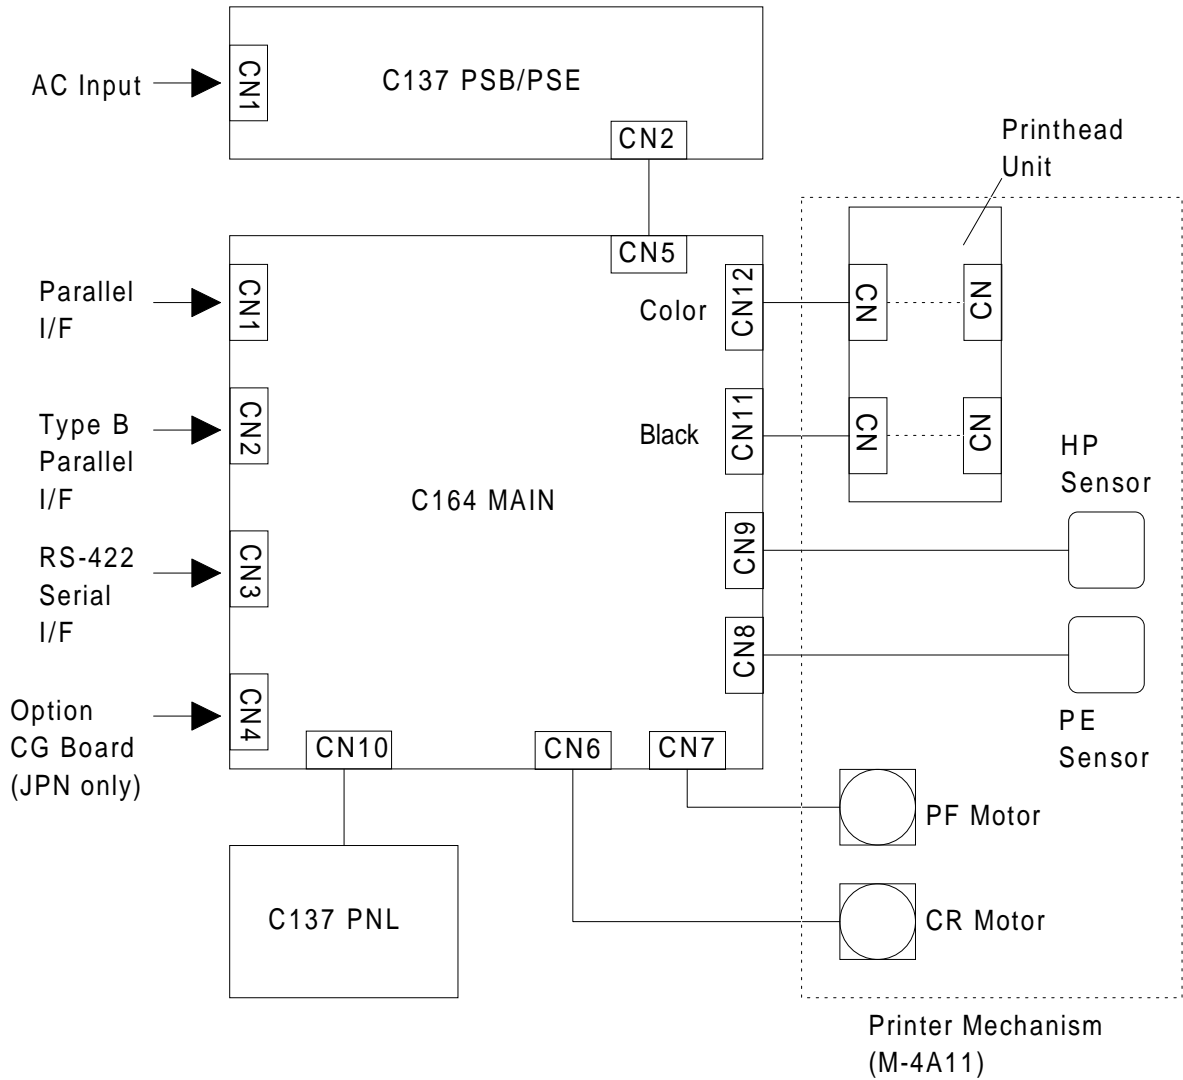 AC Input
CN1
C137 PSB/PSE
CN2
Printhead
Unit
CN5
Parallel
I/F
CN1
Color
CN12
CN
CN
Type B
Parallel
I/F
CN2
Black
CN11
CN
CN
HP
Sensor
C164 MAIN
RS-422
Serial
I/F
CN3
CN9
CN8
Option
CG Board
(JPN only)
CN4
CN10
CN6
CN7
PE
Sensor
PF Motor
C137 PNL
CR Motor
Printer Mechanism
(M-4A11)